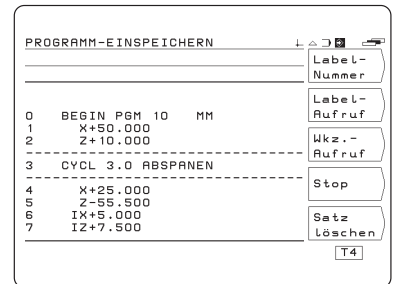 PROGRAMM-EINSPEICHERN
Label-
Nummer
Label-
Aufruf
Wkz.-
Aufruf
Stop
Satz
löschen
T4
0 BEGIN PGM 10 MM
1 X+50.000
2 Z+10.000
3 CYCL 3.0 ABSPANEN
4 X+25.000
5 Z-55.500
6 IX+5.000
7 IZ+7.500